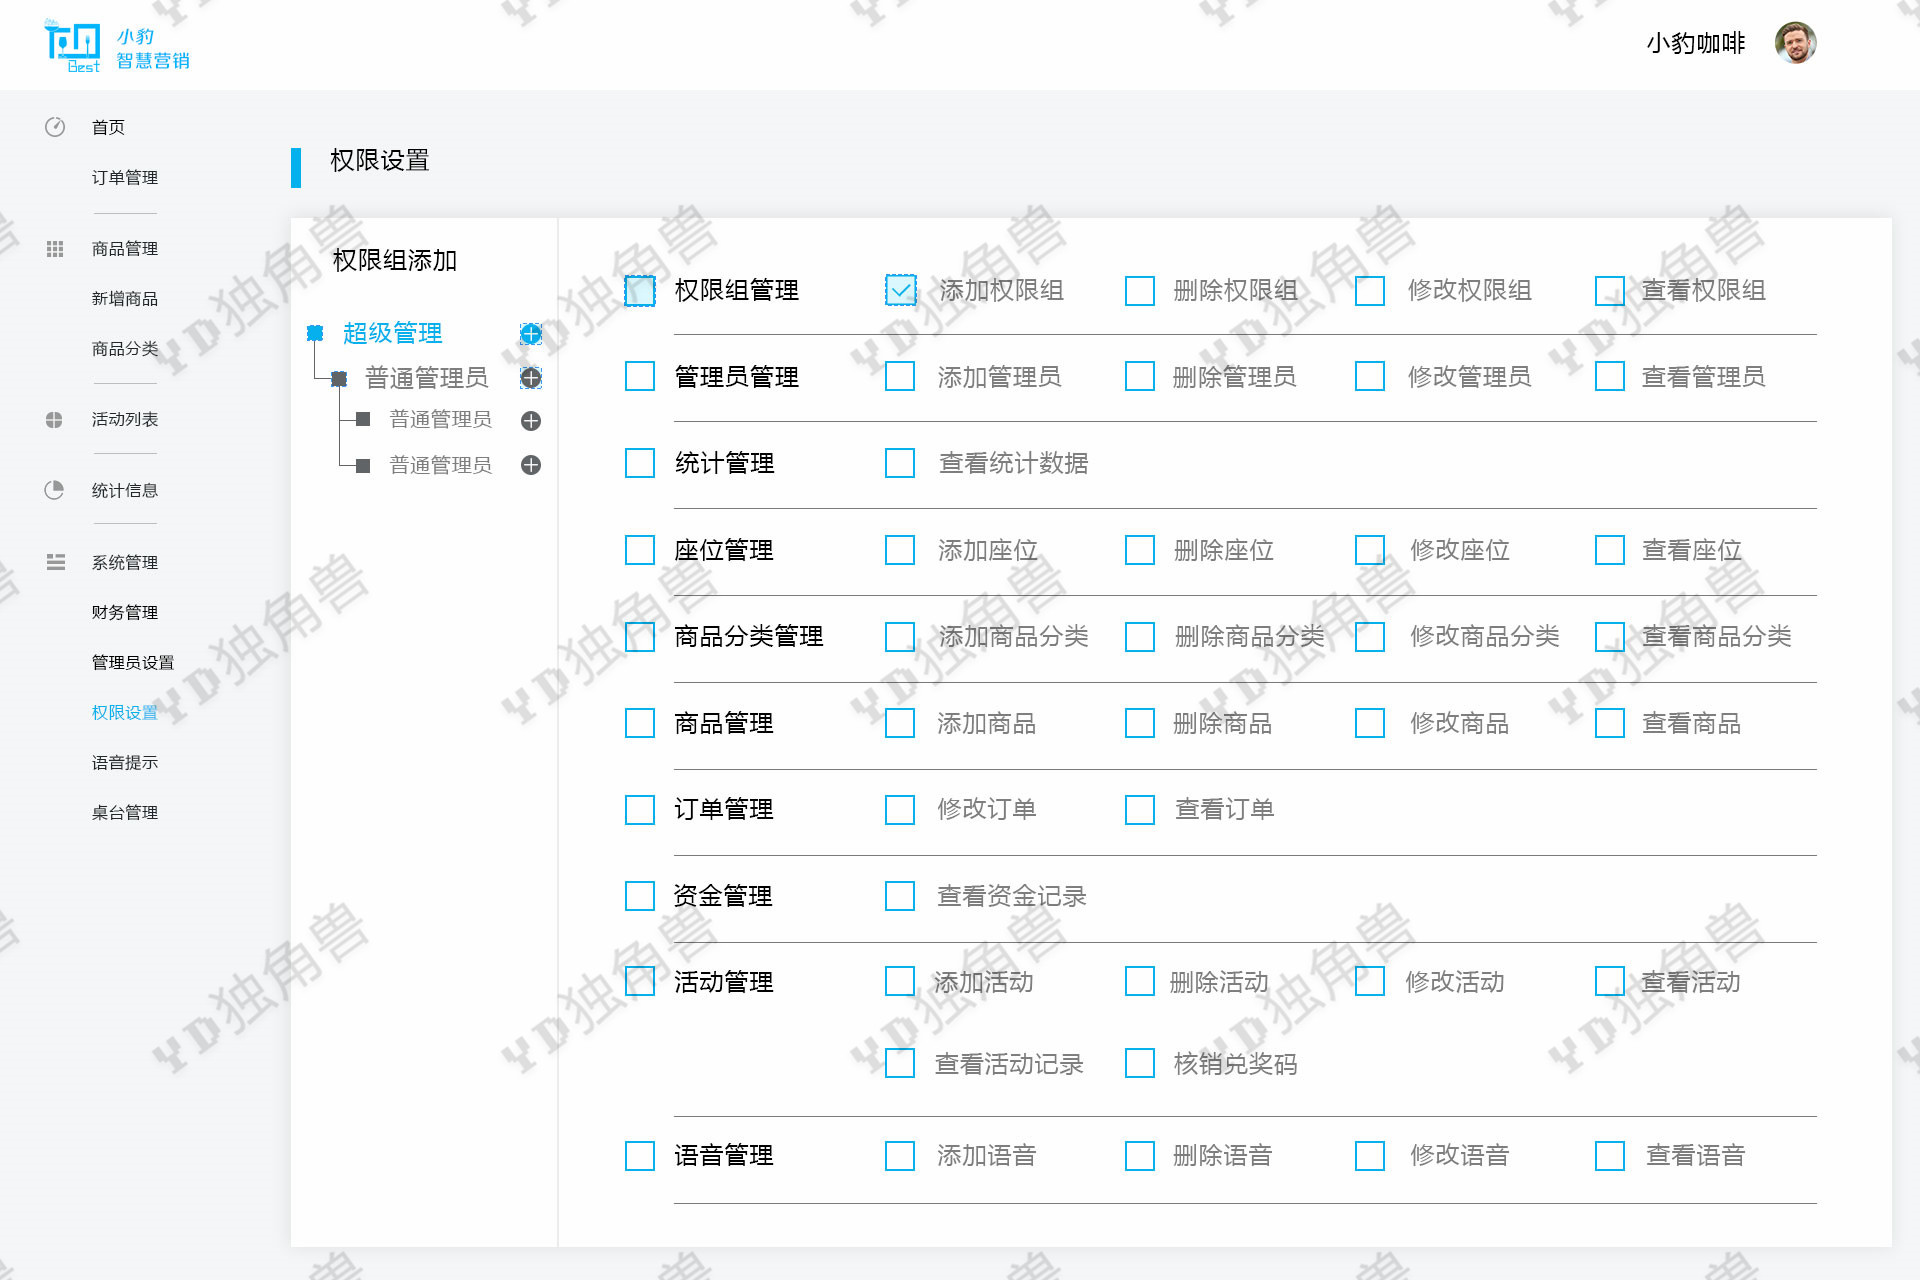 小豹
智慧营销
Best
小豹咖啡
首页
订单管理
商品管理
新增商品
商品分类
活动列表
统计信息
系统管理
财务管理
管理员设置
权限设置
语音提示
桌台管理
权限设置
权限组添加
超级管理
普通管理员
普通管理员
普通管理员
权限组管理 添加权限组 删除权限组 修改权限组 查看权限组
管理员管理 添加管理员 删除管理员 修改管理员 查看管理员
统计管理 查看统计数据
座位管理 添加座位 删除座位 修改座位 查看座位
商品分类管理 添加商品分类 删除商品分类 修改商品分类 查看商品分类
商品管理 添加商品 删除商品 修改商品 查看商品
订单管理 修改订单 查看订单
资金管理 查看资金记录
活动管理 添加活动 删除活动 修改活动 查看活动
查看活动记录 核销兑奖码
语音管理 添加语音 删除语音 修改语音 查看语音
YD独角兽